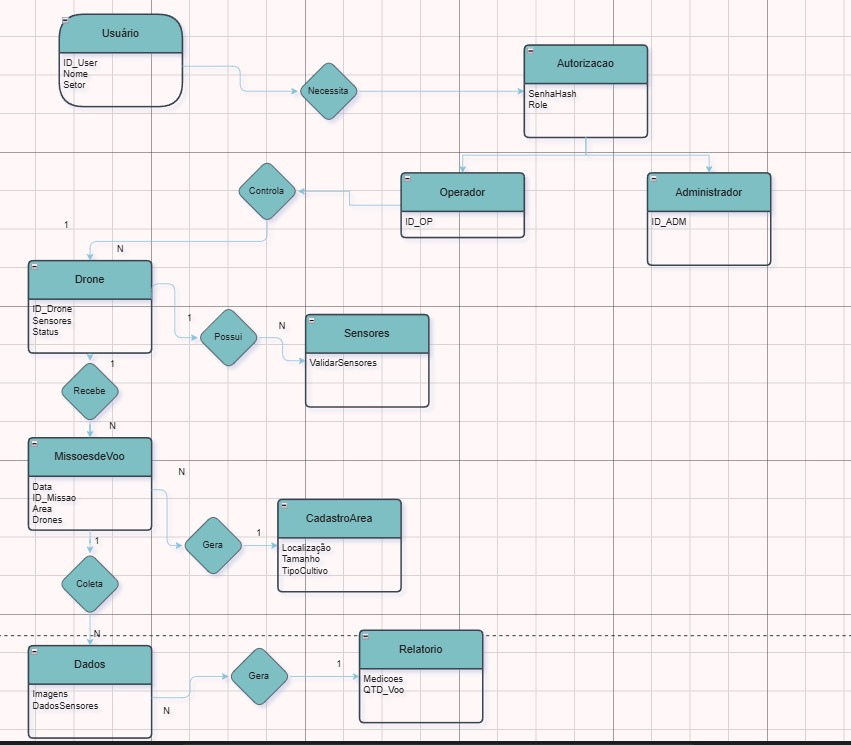 Usuário
ID_User
Nome
Setor
Necessita
Autorizacao
SenhaHash
Role
Controla
Operador
ID_OP
Administrador
ID_ADM
1
N
Drone
ID_Drone
Sensores
Status
1
Possui
N
Sensores
ValidarSensores
1
Recebe
N
MissoesdeVoo
Data
ID_Missao
Area
Drones
N
Gera
1
CadastroArea
Localização
Tamanho
TipoCultivo
1
Coleta
N
Dados
Imagens
DadosSensores
N
Gera
1
Relatorio
Medicoes
QTD_Voo